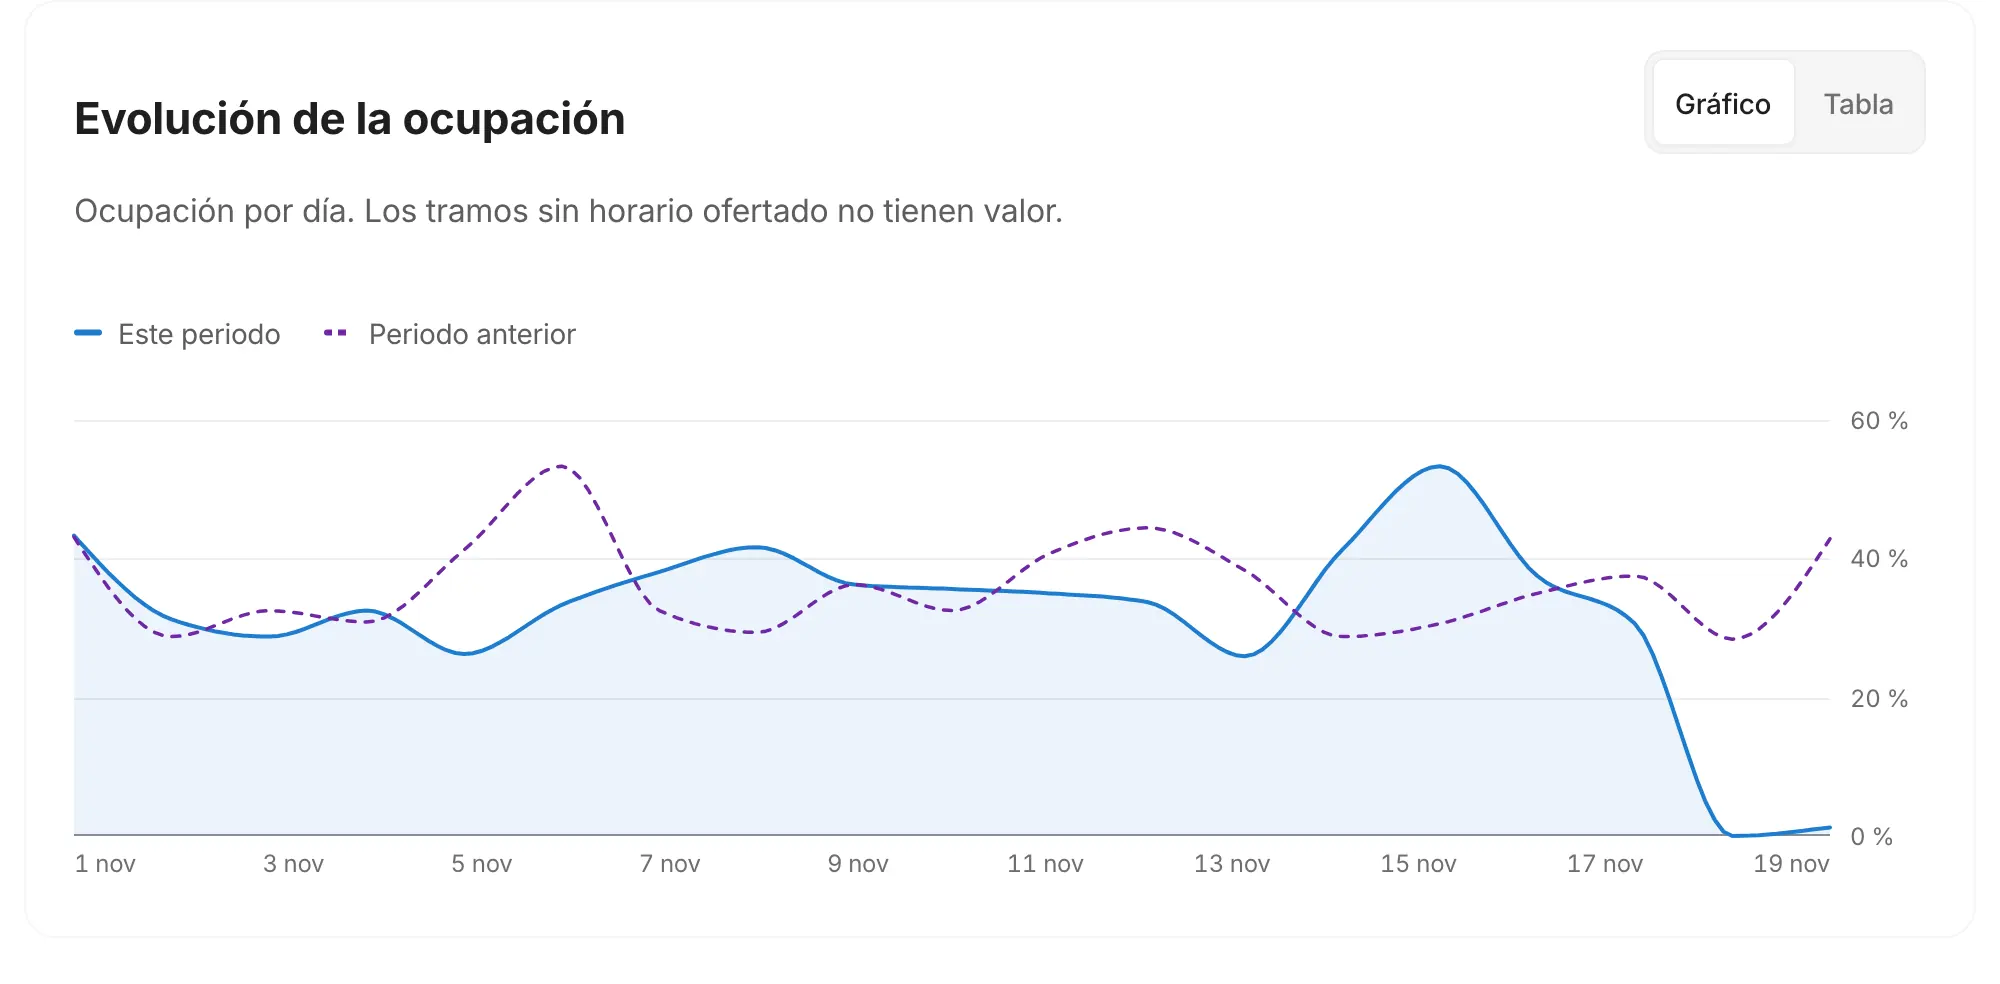 Evolución de la ocupación
Gráfico Tabla
Ocupación por día. Los tramos sin horario ofertado no tienen valor.
Este periodo Periodo anterior
60 %
40 %
20 %
0 %
1 nov 3 nov 5 nov 7 nov 9 nov 11 nov 13 nov 15 nov 17 nov 19 nov